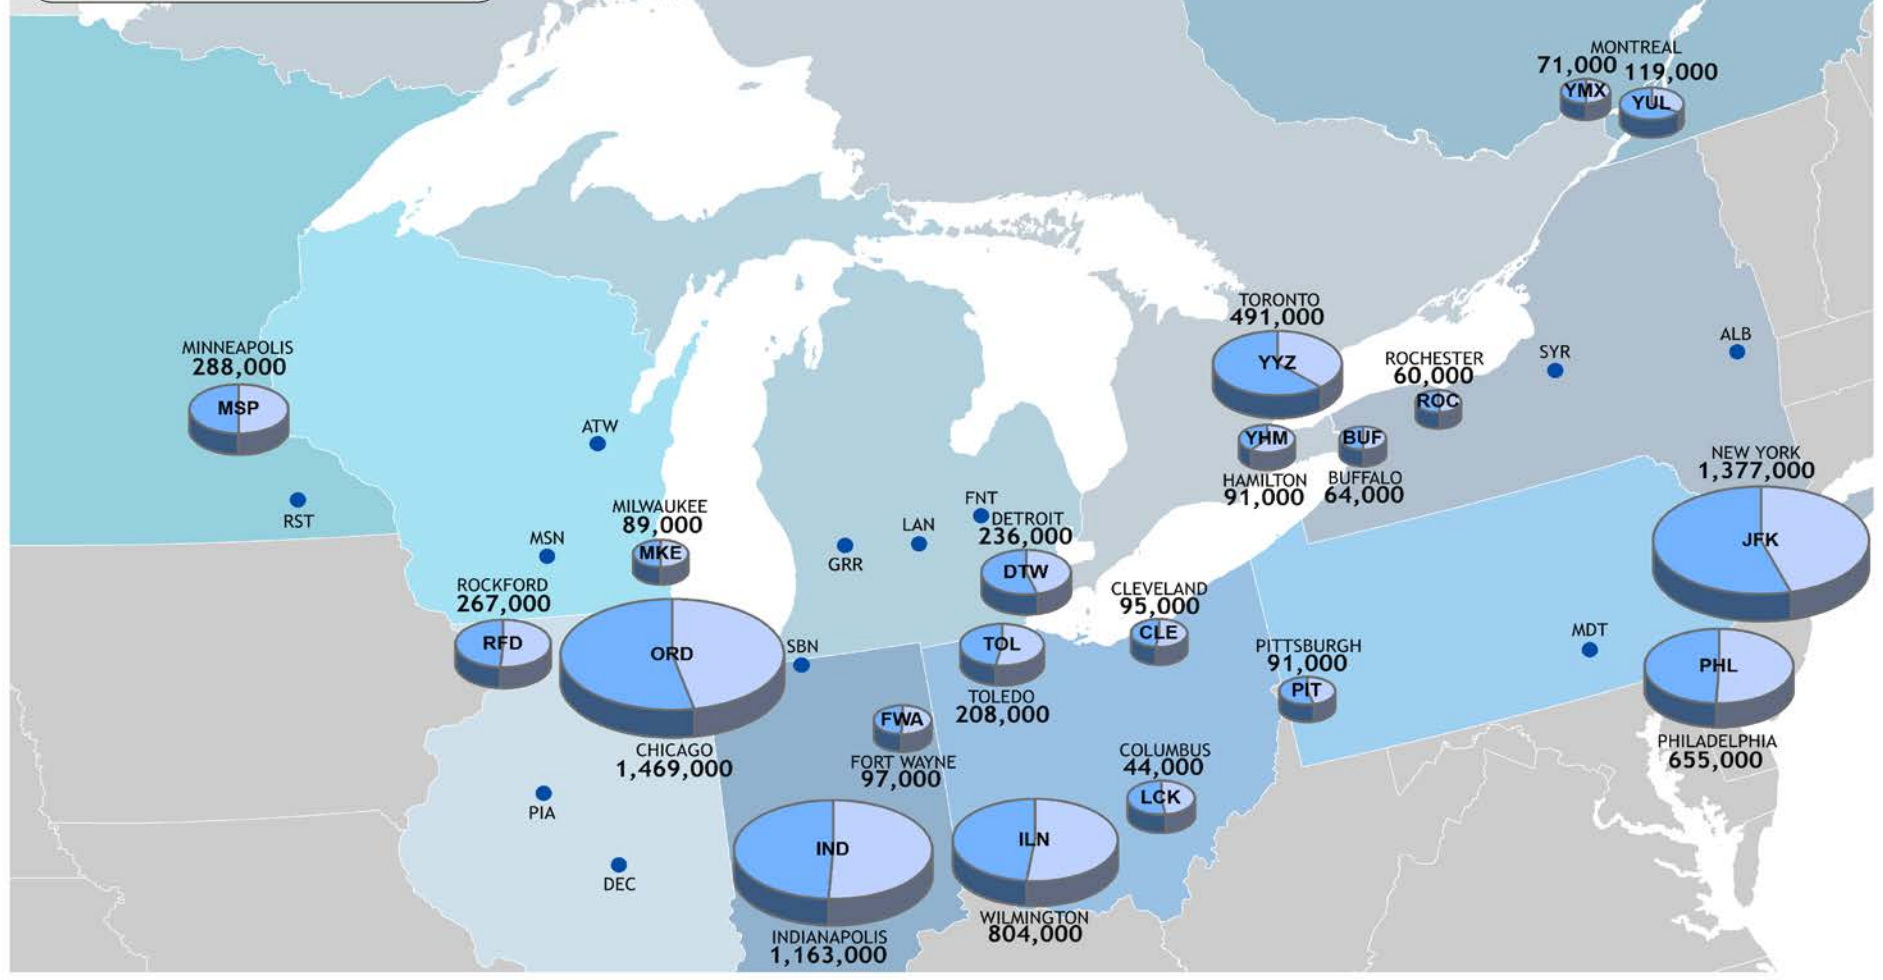 MONTREAL
71,000 119,000
YMX
YUL
TORONTO
491,000
YYZ
ALB
SYR
MINNEAPOLIS
288,000
MSP
ROCHESTER
60,000
ROC
ATW
YHM
BUF
HAMILTON
91,000
BUFFALO
64,000
NEW YORK
1,377,000
JFK
RST
MSN
MILWAUKEE
89,000
MKE
GRR
LAN
FNT
DETROIT
236,000
DTW
ROCKFORD
267,000
RFD
ORD
SBN
TOL
CLEVELAND
95,000
CLE
PITTSBURGH
91,000
PIT
MDT
PHL
TOLEDO
208,000
FWA
FORT WAYNE
97,000
CHICAGO
1,469,000
COLUMBUS
44,000
LCK
PHILADELPHIA
655,000
PIA
DEC
IND
ILN
INDIANAPOLIS
1,163,000
WILMINGTON
804,000